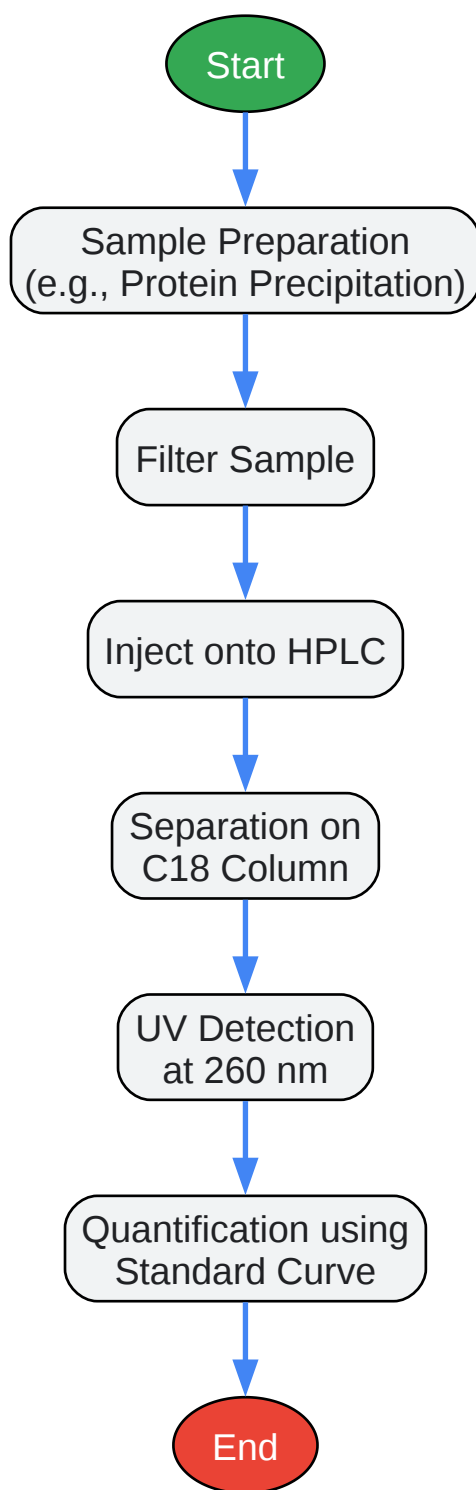 Start
Sample Preparation
(e.g., Protein Precipitation)
Filter Sample
Inject onto HPLC
Separation on
C18 Column
UV Detection
at 260 nm
Quantification using
Standard Curve
End